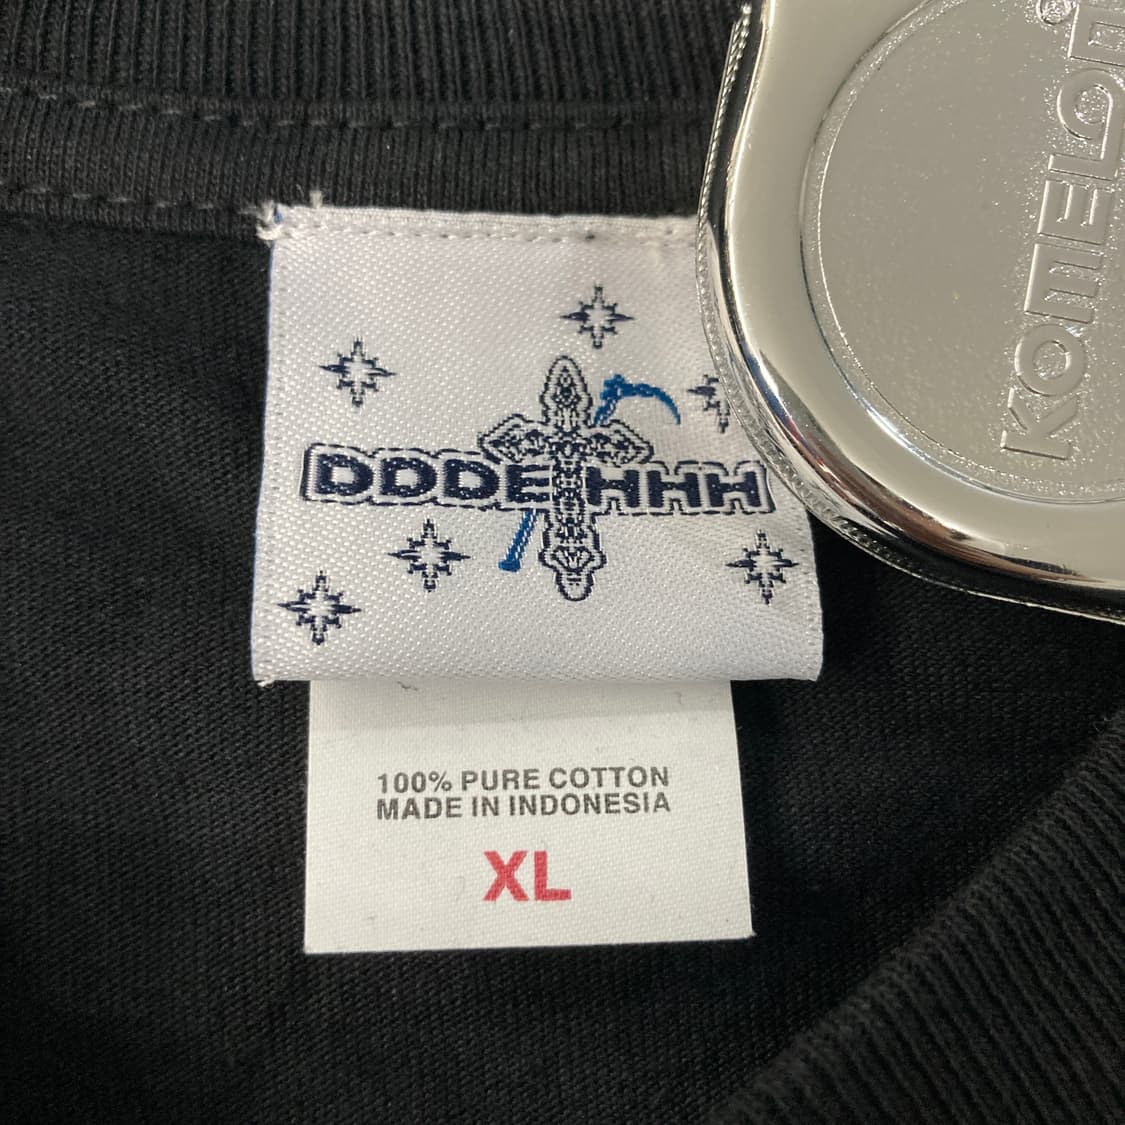 KOMELON
DDDEHHH
100% PURE COTTON
MADE IN INDONESIA
XL